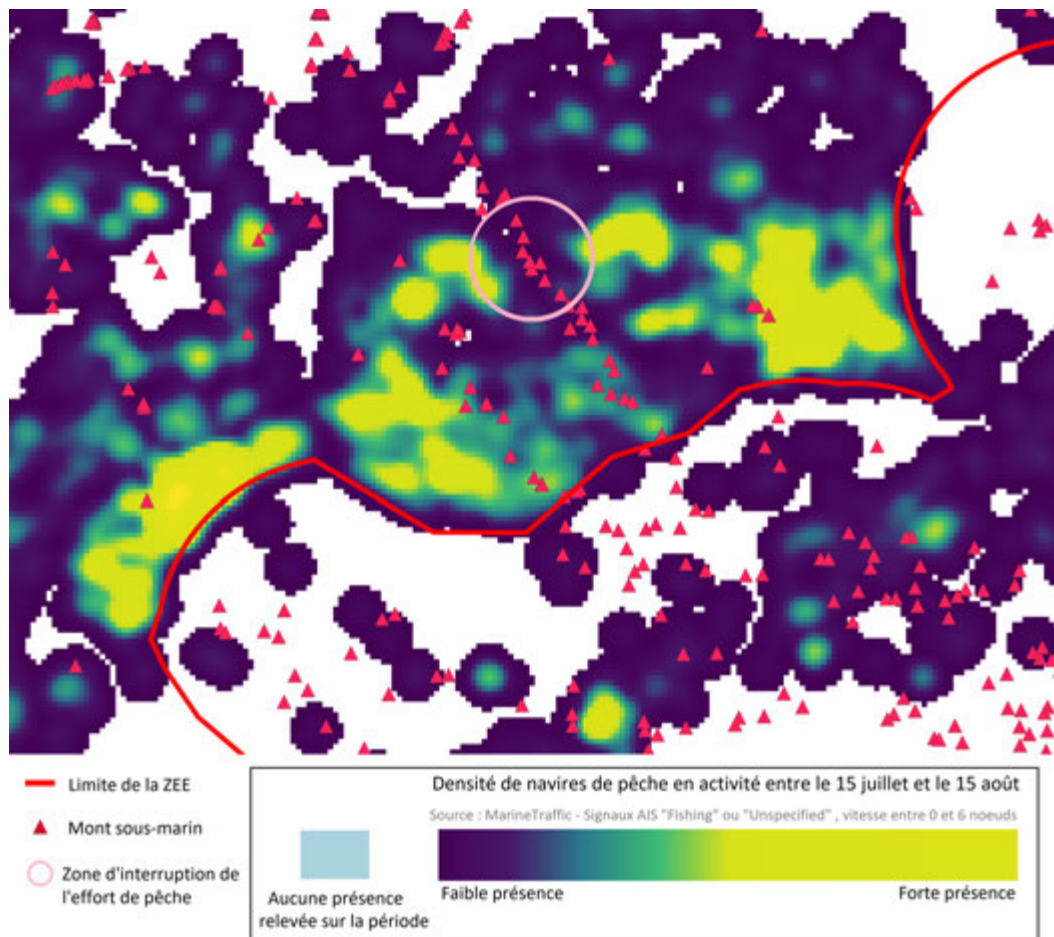 Limite de la ZEE
Mont sous-marin
Zone d'interruption de
l'effort de pêche
Densité de navires de pêche en activité entre le 15 juillet et le 15 août
Source : MarineTraffic - Signaux AIS "Fishing" ou "Unspecified" , vitesse entre 0 et 6 noeuds
Aucune présence
relevée sur la période
Faible présence
Forte présence